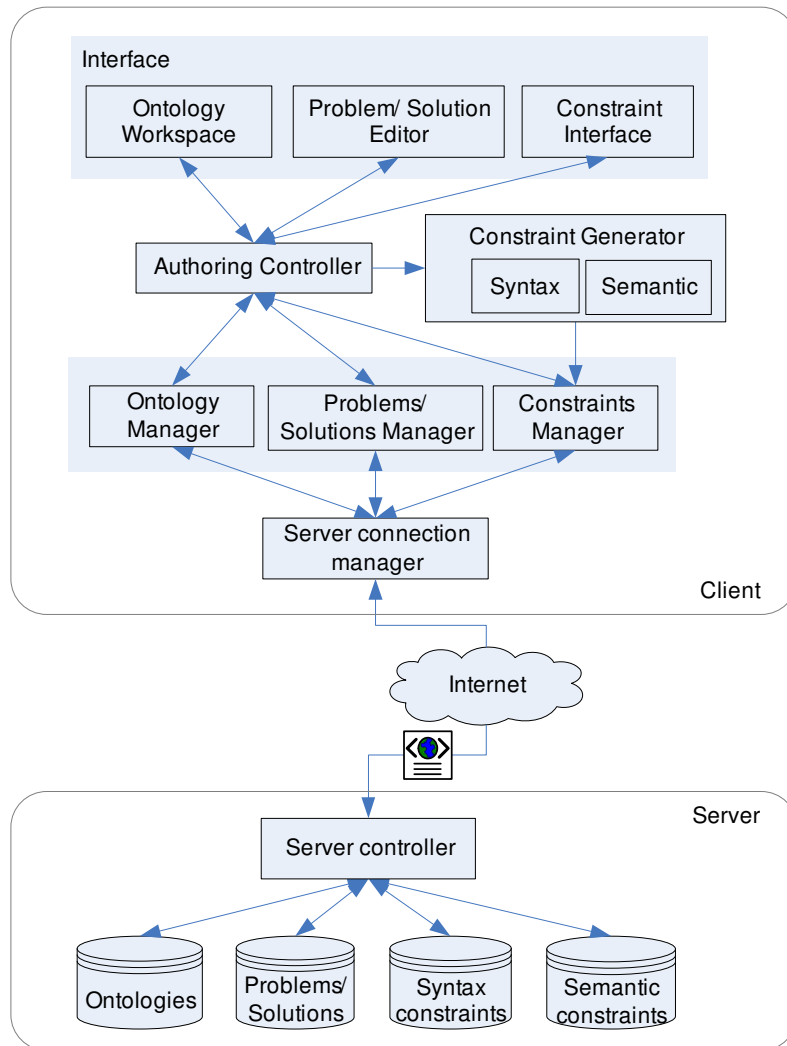 Interface
Ontology
Workspace
Problem/ Solution
Editor
Constraint
Interface
Authoring Controller
Constraint Generator
Syntax
Semantic
Ontology
Manager
Problems/
Solutions Manager
Constraints
Manager
Server connection
manager
Client
Internet
Server
Server controller
Ontologies
Problems/
Solutions
Syntax
constraints
Semantic
constraints